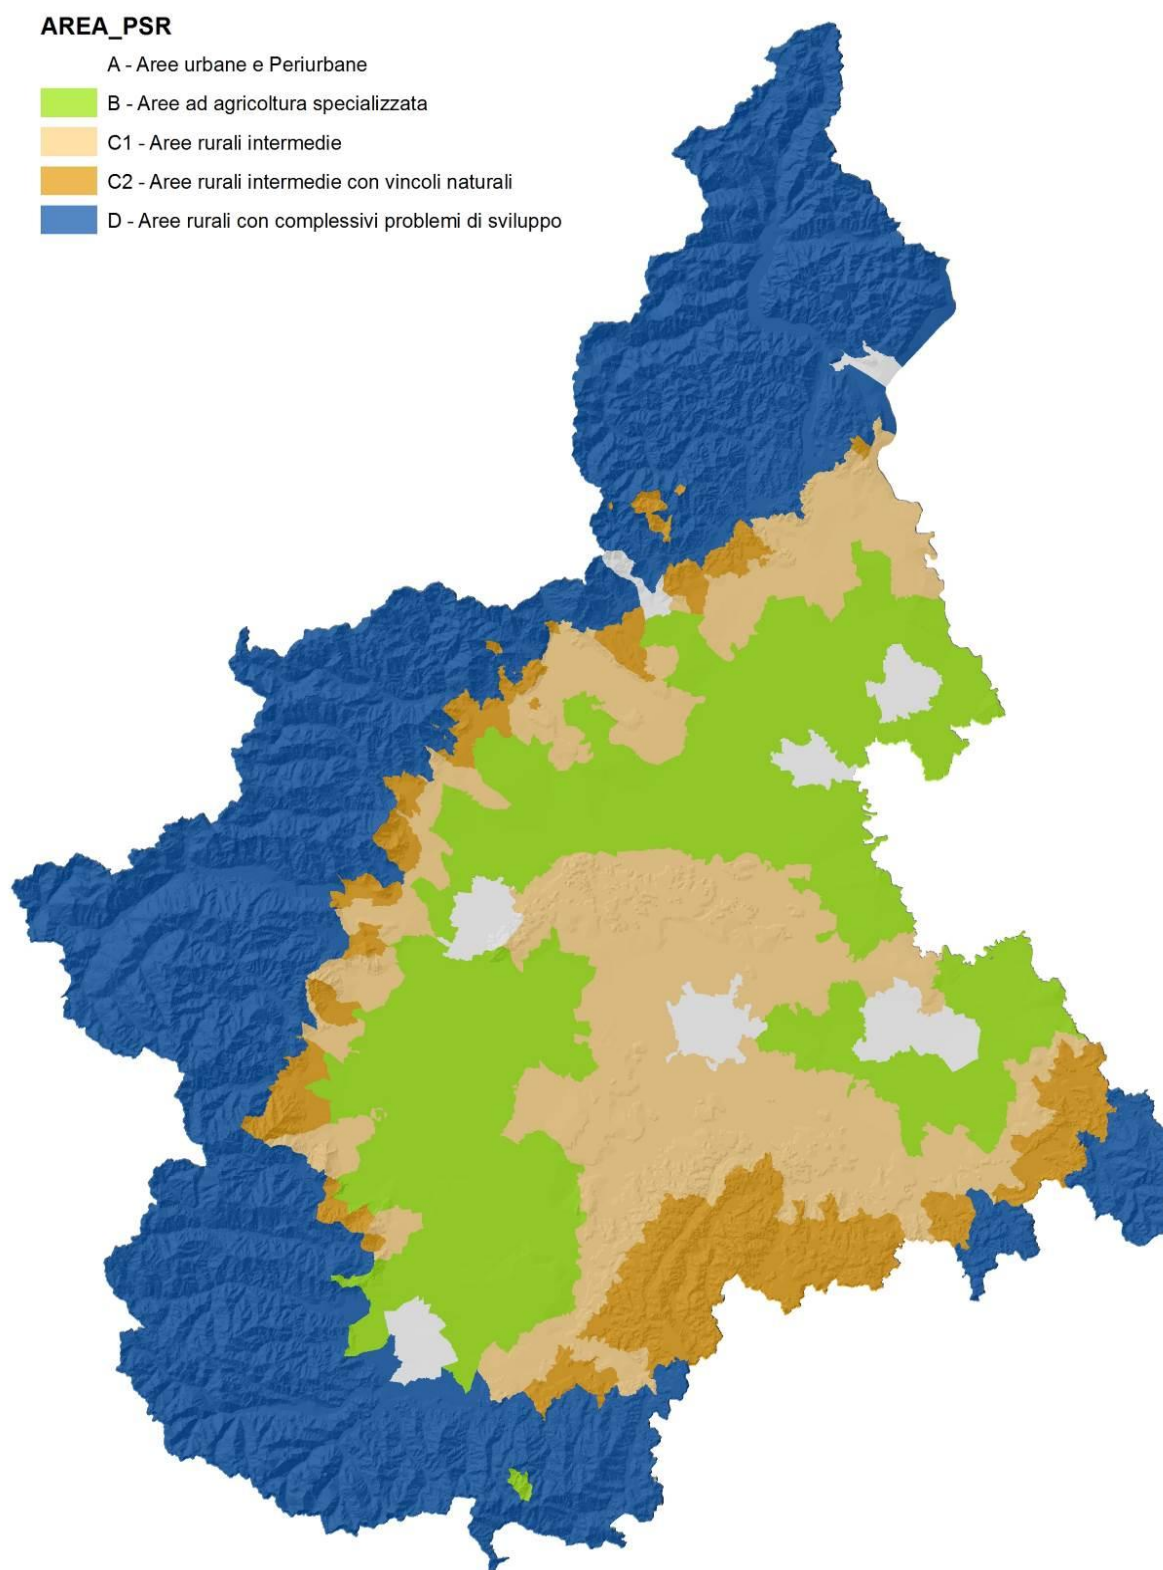 AREA_PSR
A - Aree urbane e Periurbane
B - Aree ad agricoltura specializzata
C1 - Aree rurali intermedie
C2 - Aree rurali intermedie con vincoli naturali
D - Aree rurali con complessivi problemi di sviluppo